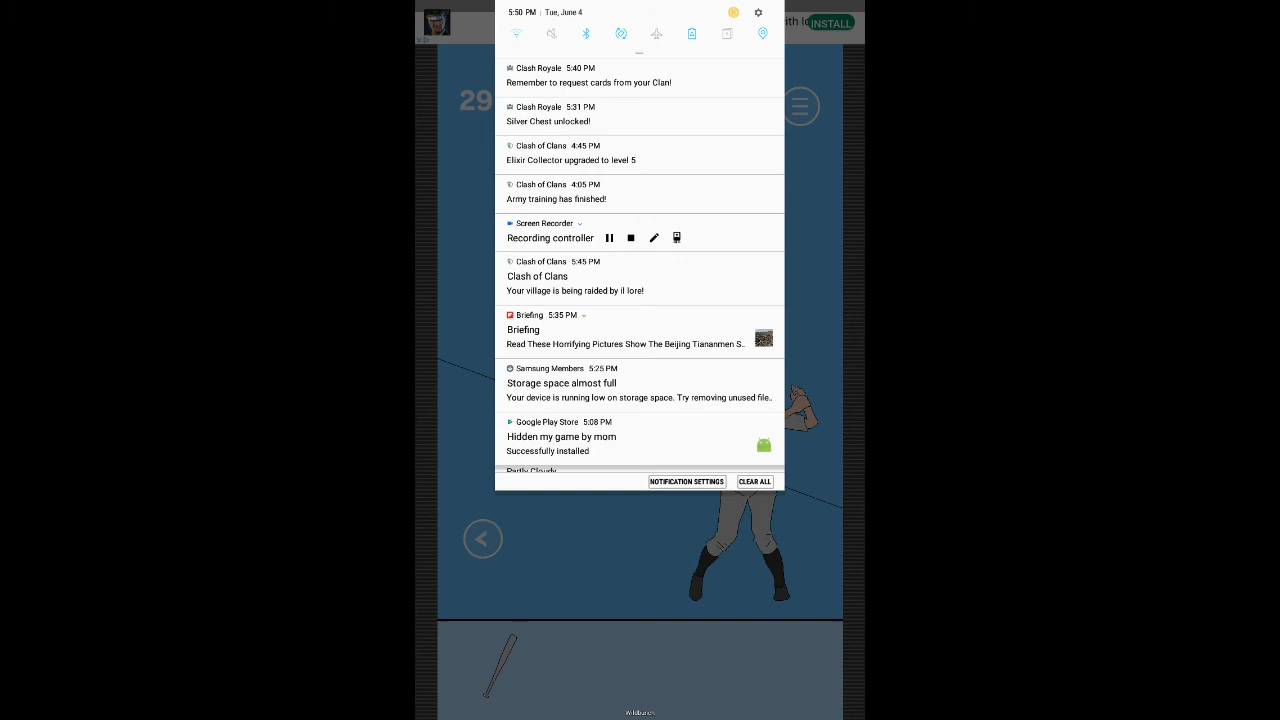 5:50 PM | Tue, June 4
INSTALL
29
Clash Royale 5:40 PM
Remember to request cards from your Clan!
Clash Royale 5:31 PM
Silver Chest unlocked!
Clash of Clans 4:45 PM
Elixir Collector upgraded to level 5
Clash of Clans 4:05 PM
Army training has finished!
Screen Recorder
Recording controller
Clash of Clans 5:45 PM
Clash of Clans
Your village is being raided by il lore!
Briefing 5:35 PM
Briefing
Read These Horrifying Pictures Show The Beijing Tiananmen S..
Samsung Members 5:25 PM
Storage space almost full
Your device is running low on storage space. Try removing unused file..
Google Play Store 5:08 PM
Hidden my game by mom
Successfully installed
Partly Cloudy
NOTIFICATION SETTINGS
CLEAR ALL